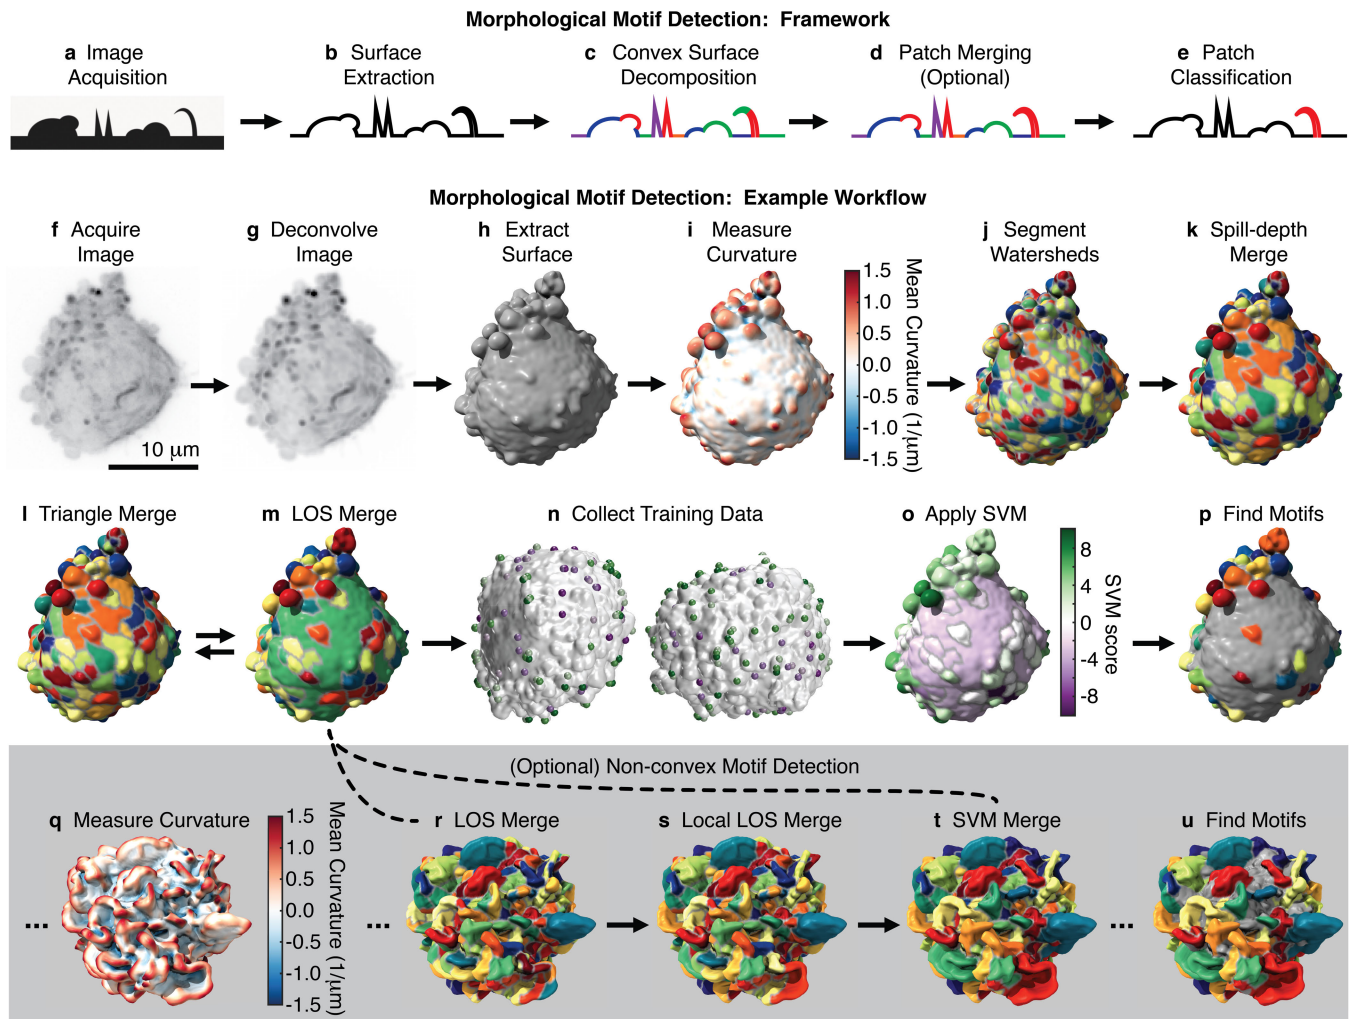 Morphological Motif Detection: Framework
a Image Acquisition
b Surface Extraction
c Convex Surface Decomposition
d Patch Merging (Optional)
e Patch Classification
Morphological Motif Detection: Example Workflow
f Acquire Image
g Deconvolve Image
h Extract Surface
i Measure Curvature
j Segment Watersheds
k Spill-depth Merge
10 µm
1.5
1.0
0.5
0.0
-0.5
-1.0
-1.5
Mean Curvature (1/µm)
l Triangle Merge
m LOS Merge
n Collect Training Data
o Apply SVM
p Find Motifs
8
4
0
-4
-8
SVM score
(Optional) Non-convex Motif Detection
q Measure Curvature
r LOS Merge
s Local LOS Merge
t SVM Merge
u Find Motifs
1.5
1.0
0.5
0.0
-0.5
-1.0
-1.5
Mean Curvature (1/µm)
...
...
...